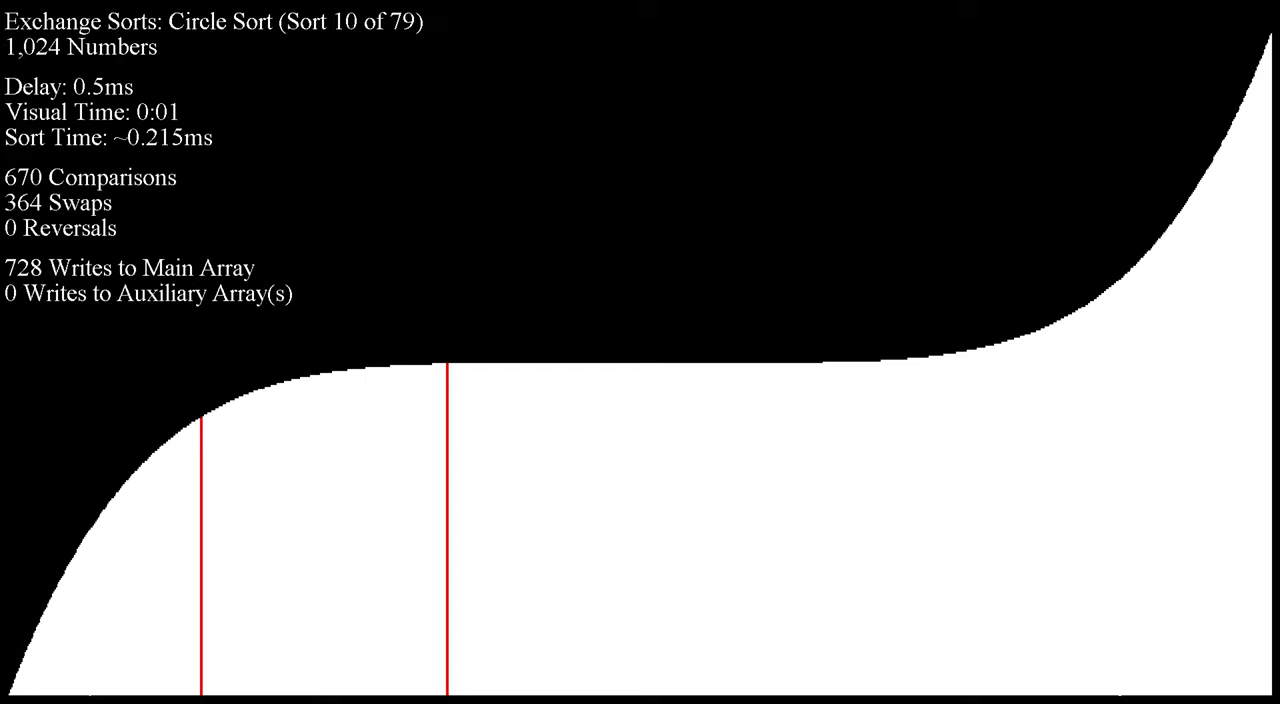 Exchange Sorts: Circle Sort (Sort 10 of 79)
1,024 Numbers
Delay: 0.5ms
Visual Time: 0:01
Sort Time: ~0.215ms
670 Comparisons
364 Swaps
0 Reversals
728 Writes to Main Array
0 Writes to Auxiliary Array(s)